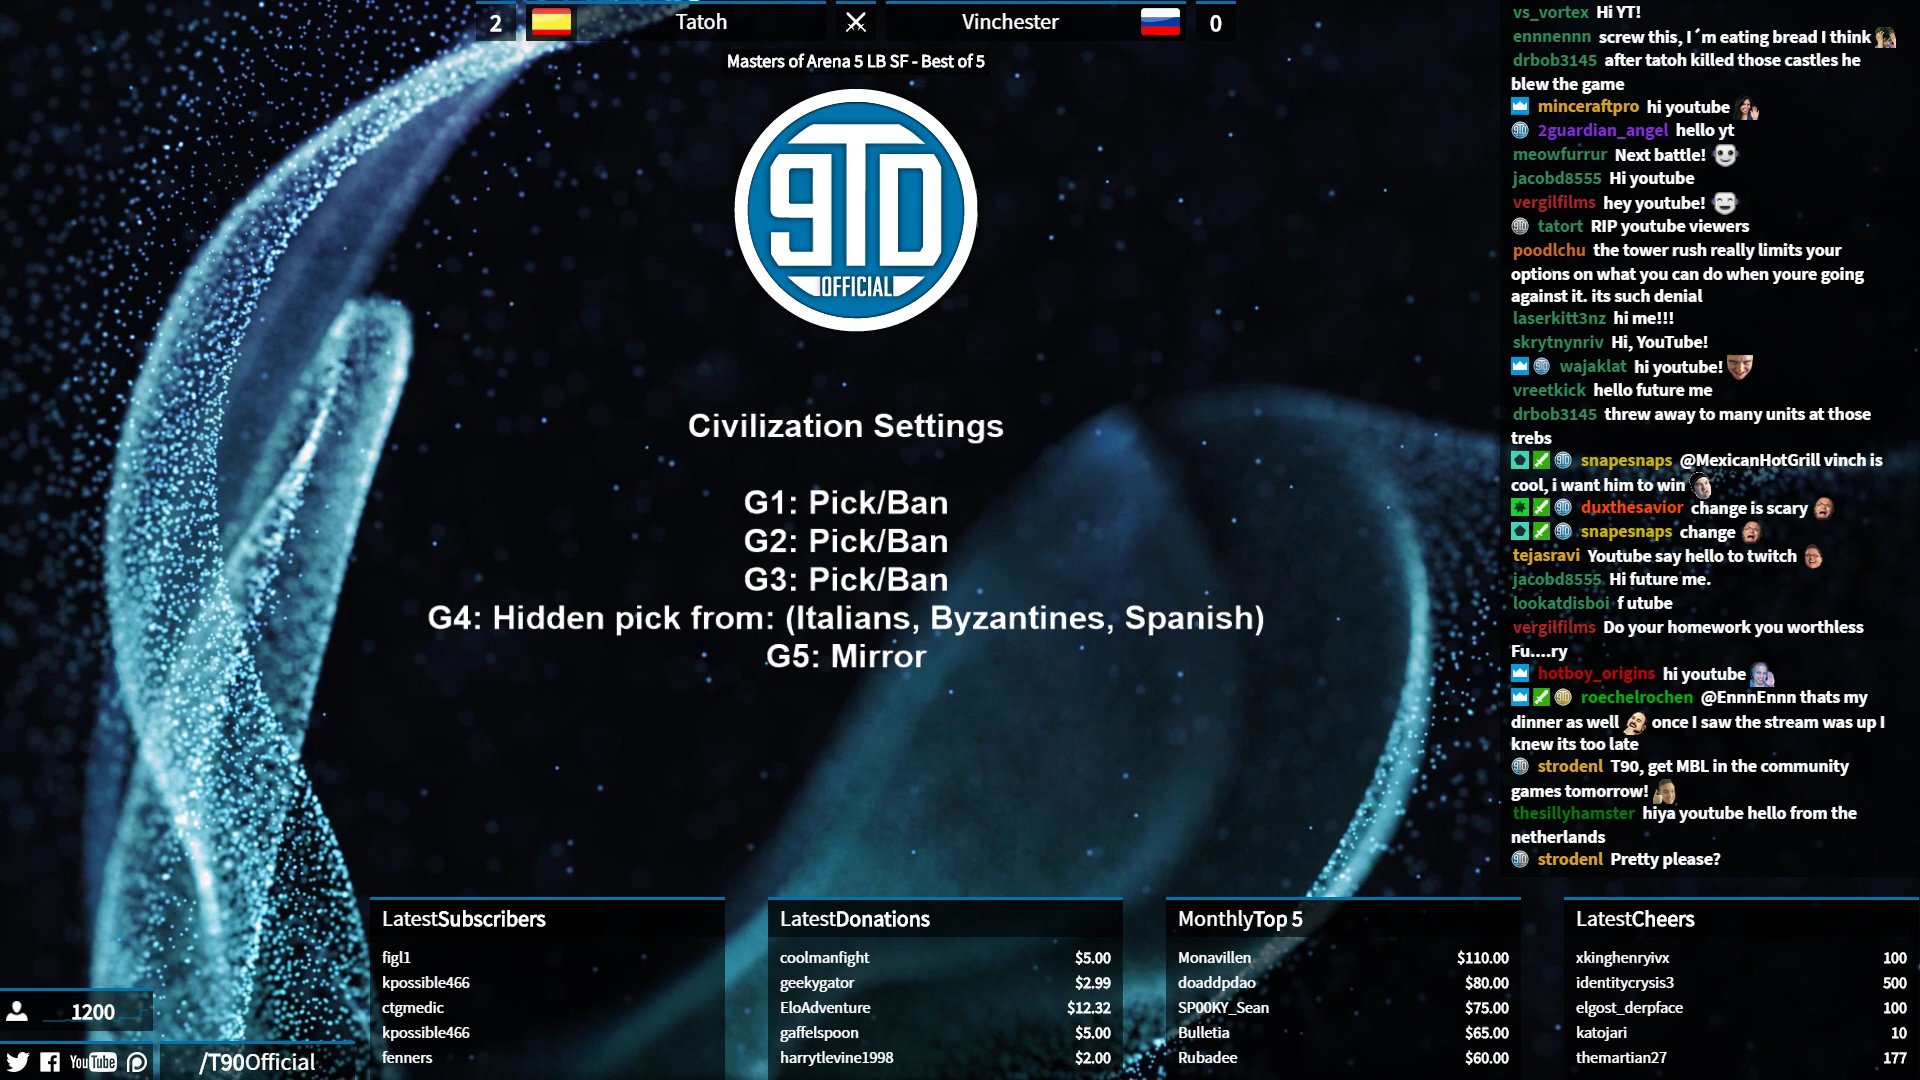 2 Tatoh Vinchester 0
Masters of Arena 5 LB SF - Best of 5
T90
OFFICIAL
Civilization Settings
G1: Pick/Ban
G2: Pick/Ban
G3: Pick/Ban
G4: Hidden pick from: (Italians, Byzantines, Spanish)
G5: Mirror
vs_vortex Hi YT!
ennnennn screw this, I´m eating bread I think
drbob3145 after tatoh killed those castles he
blew the game
minceraftpro hi youtube
2guardian_angel hello yt
meowfurrur Next battle!
jacobd8555 Hi youtube
vergilfilms hey youtube!
tatort RIP youtube viewers
poodlchu the tower rush really limits your
options on what you can do when youre going
against it. its such denial
laserkitt3nz hi me!!!
skrytnynriv Hi, YouTube!
wajaklat hi youtube!
vreetkick hello future me
drbob3145 threw away to many units at those
trebs
snapesnaps @MexicanHotGrill vinch is
cool, i want him to win
duxthesavior change is scary
snapesnaps change
tejasravi Youtube say hello to twitch
jacobd8555 Hi future me.
lookatdisboi f utube
vergilfilms Do your homework you worthless
Fu....ry
hotboy_origins hi youtube
roechelrochen @EnnnEnnn thats my
dinner as well once I saw the stream was up I
knew its too late
strodenl T90, get MBL in the community
games tomorrow!
thesillyhamster hiya youtube hello from the
netherlands
strodenl Pretty please?
LatestSubscribers
figl1
kpossible466
ctgmedic
kpossible466
fenners
LatestDonations
coolmanfight $5.00
geekygator $2.99
EloAdventure $12.32
gaffelspoon $5.00
harrytlevine1998 $2.00
MonthlyTop 5
Monavillen $110.00
doaddpdao $80.00
SP00KY_Sean $75.00
Bulletia $65.00
Rubadee $60.00
LatestCheers
xkinghenryivx 100
identitycrysis3 500
elgost_derpface 100
katojari 10
themartian27 177
1200
YouTube /T90Official